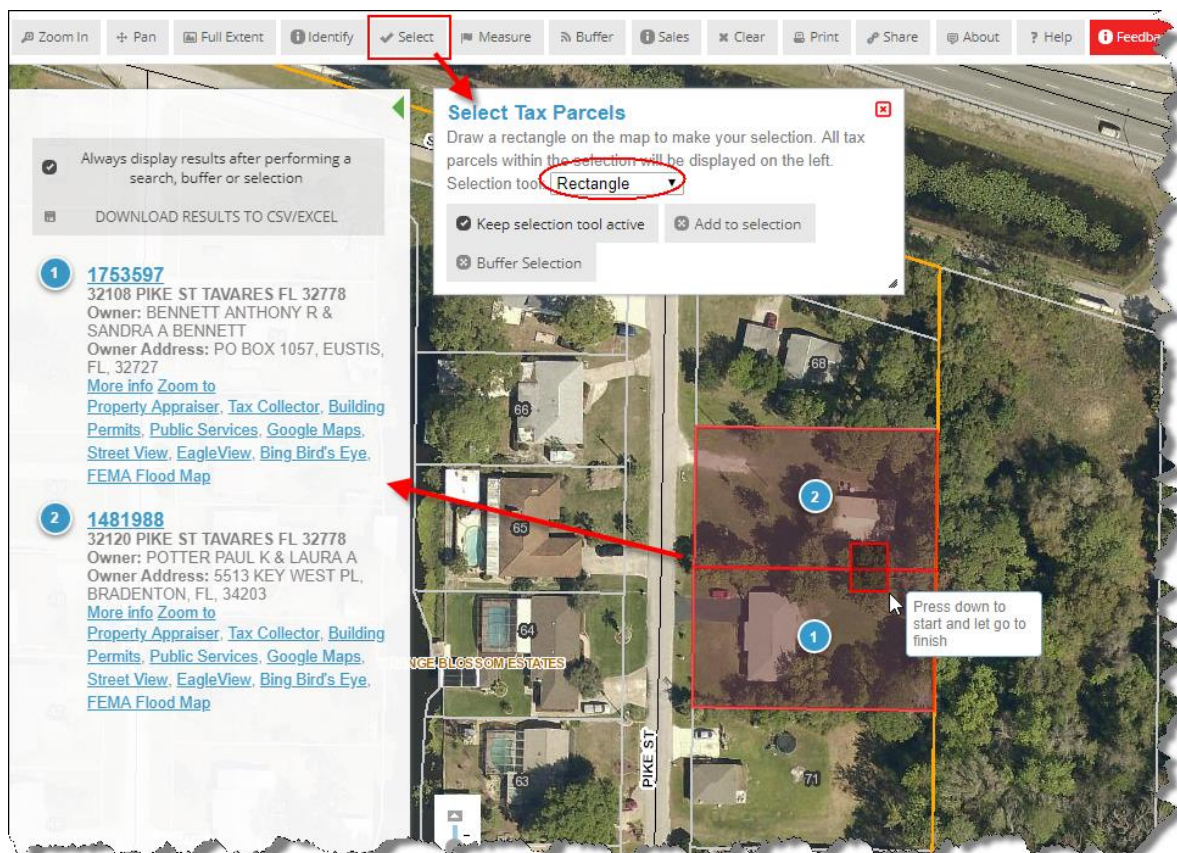 Zoom In Pan Full Extent Identify Select Measure Buffer Sales Clear Print Share About ? Help Feedba
Select Tax Parcels
Draw a rectangle on the map to make your selection. All tax
parcels within the selection will be displayed on the left.
Selection tool: Rectangle
Keep selection tool active Add to selection
Buffer Selection
Always display results after performing a
search, buffer or selection
DOWNLOAD RESULTS TO CSV/EXCEL
1 1753597
32108 PIKE ST TAVARES FL 32778
Owner: BENNETT ANTHONY R &
SANDRA A BENNETT
Owner Address: PO BOX 1057, EUSTIS,
FL, 32727
More info Zoom to
Property Appraiser, Tax Collector, Building
Permits, Public Services, Google Maps,
Street View, EagleView, Bing Bird's Eye,
FEMA Flood Map
2 1481988
32120 PIKE ST TAVARES FL 32778
Owner: POTTER PAUL K & LAURA A
Owner Address: 5513 KEY WEST PL,
BRADENTON, FL, 34203
More info Zoom to
Property Appraiser, Tax Collector, Building
Permits, Public Services, Google Maps,
Street View, EagleView, Bing Bird's Eye,
FEMA Flood Map
68
66
2
65
Press down to
start and let go to
finish
64
1
NGE BLOSSOM ESTATES
PIKE ST
63
71